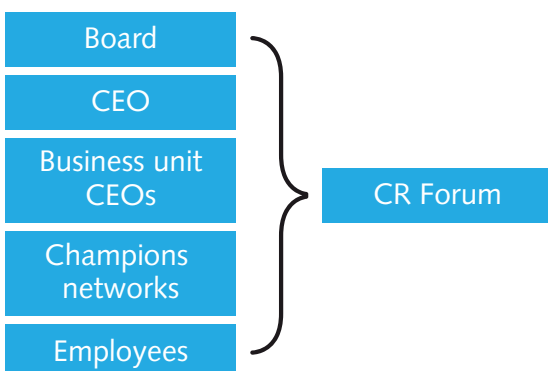 Board
CEO
Business unit
CEOs
Champions
networks
Employees
CR Forum